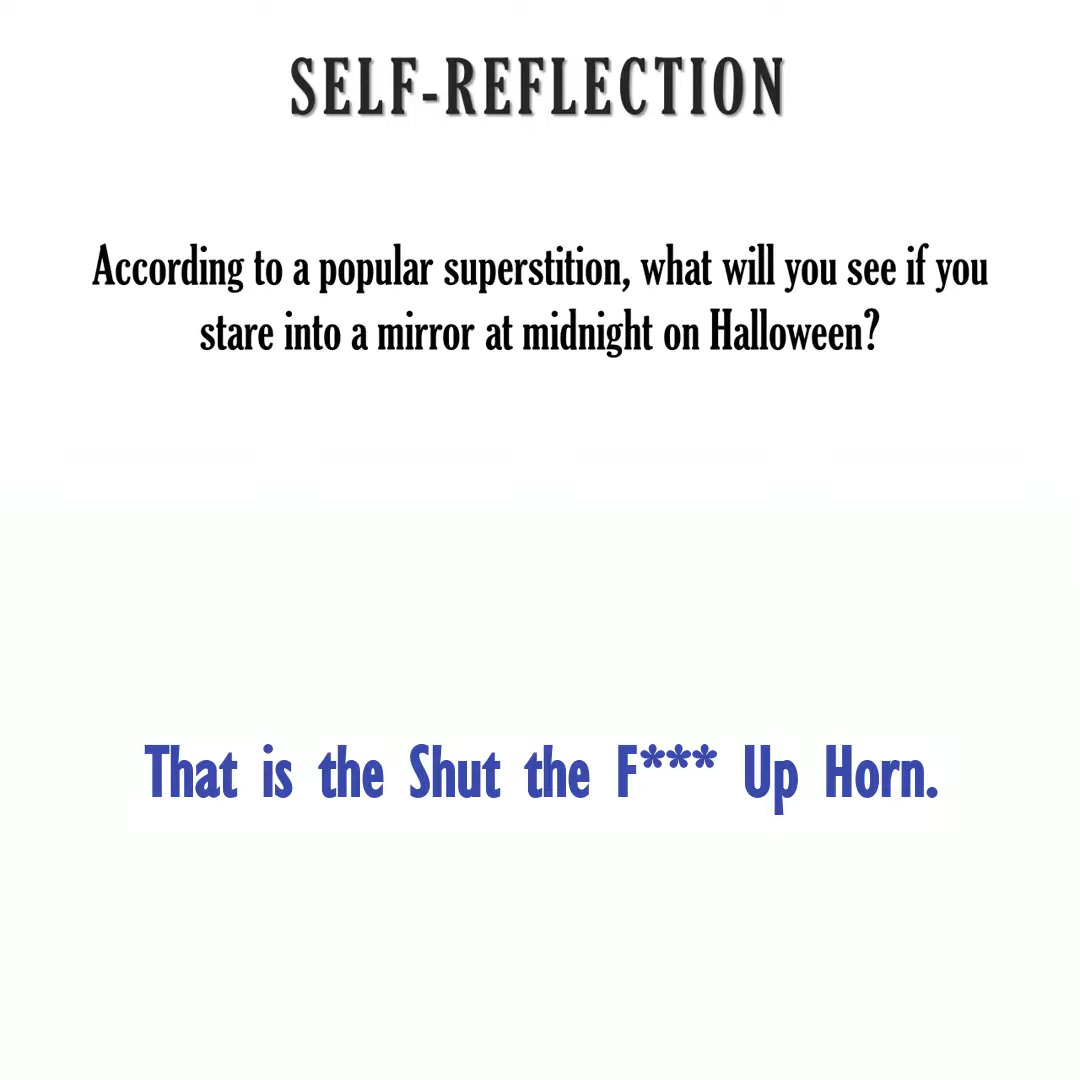 SELF-REFLECTION
According to a popular superstition, what will you see if you
stare into a mirror at midnight on Halloween?
That is the Shut the F*** Up Horn.